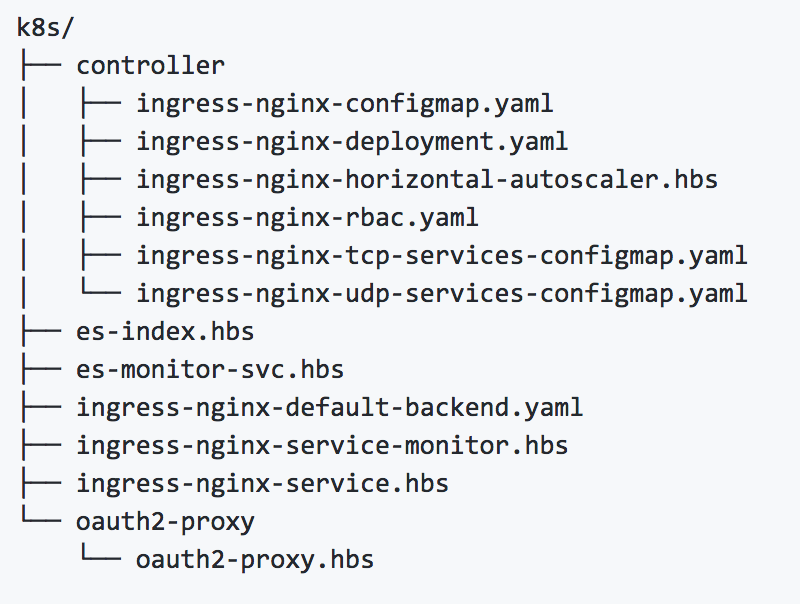 k8s/
├── controller
│   ├── ingress-nginx-configmap.yaml
│   ├── ingress-nginx-deployment.yaml
│   ├── ingress-nginx-horizontal-autoscaler.hbs
│   ├── ingress-nginx-rbac.yaml
│   ├── ingress-nginx-tcp-services-configmap.yaml
│   └── ingress-nginx-udp-services-configmap.yaml
├── es-index.hbs
├── es-monitor-svc.hbs
├── ingress-nginx-default-backend.yaml
├── ingress-nginx-service-monitor.hbs
├── ingress-nginx-service.hbs
└── oauth2-proxy
    └── oauth2-proxy.hbs